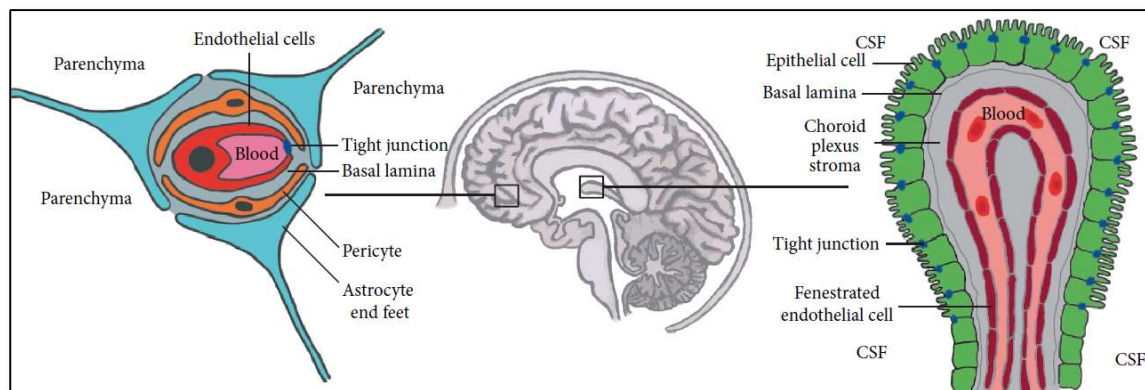 Endothelial cells
Parenchyma
Parenchyma
Blood
Tight junction
Basal lamina
Parenchyma
Pericyte
Astrocyte
end feet
CSF
CSF
Epithelial cell
Basal lamina
Blood
Choroid
plexus
stroma
Tight junction
Fenestrated
endothelial cell
CSF
CSF